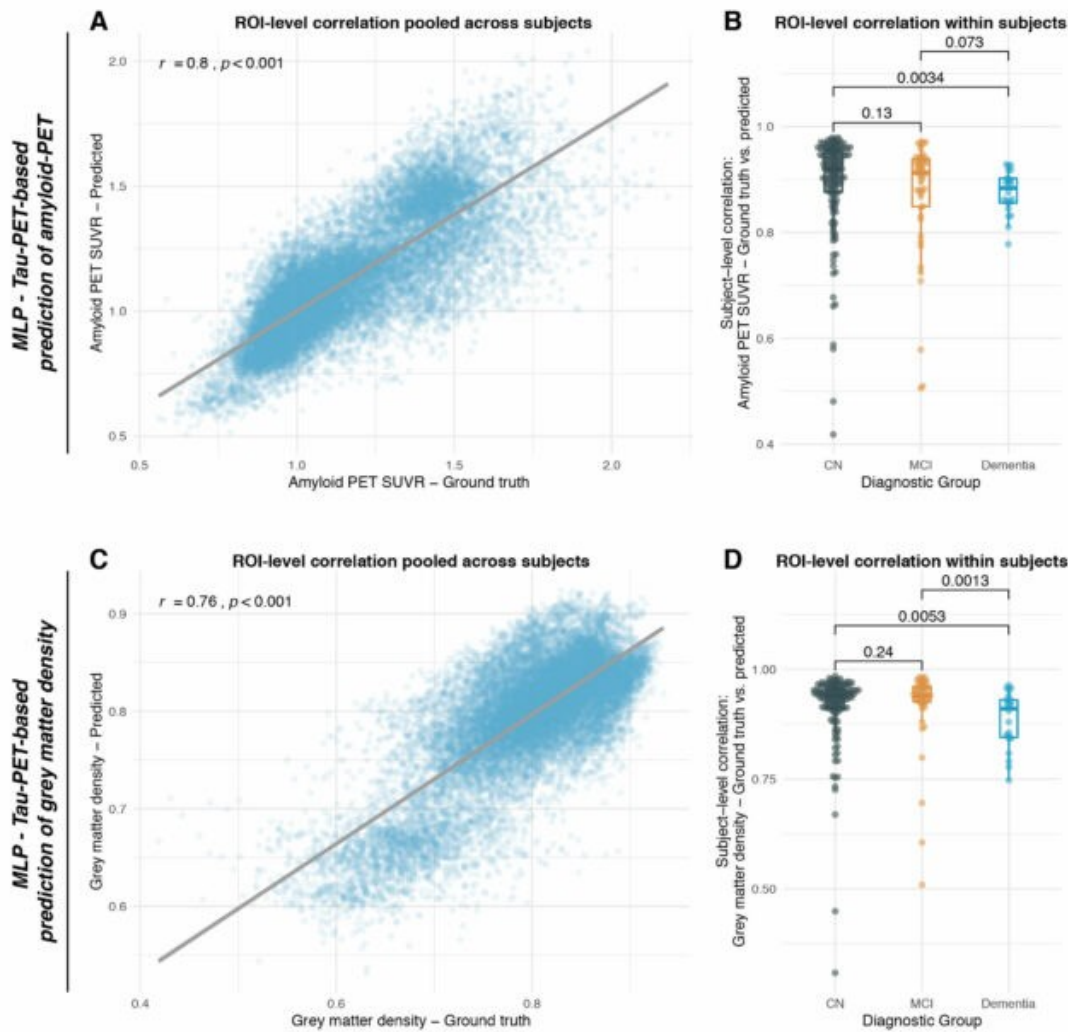 A
ROI-level correlation pooled across subjects
r = 0.8 , p < 0.001
MLP - Tau-PET-based
prediction of amyloid-PET
Amyloid PET SUVR – Predicted
2.0
1.5
1.0
0.5
0.5
1.0
1.5
2.0
Amyloid PET SUVR – Ground truth
B
ROI-level correlation within subjects
0.073
0.0034
0.13
Subject–level correlation:
Amyloid PET SUVR – Ground truth vs. predicted
1.0
0.8
0.6
0.4
CN
MCI
Dementia
Diagnostic Group
C
ROI-level correlation pooled across subjects
r = 0.76 , p < 0.001
MLP - Tau-PET-based
prediction of grey matter density
Grey matter density – Predicted
0.9
0.8
0.7
0.6
0.4
0.6
0.8
Grey matter density – Ground truth
D
ROI-level correlation within subjects
0.0013
0.0053
0.24
Subject–level correlation:
Grey matter density – Ground truth vs. predicted
1.00
0.75
0.50
CN
MCI
Dementia
Diagnostic Group